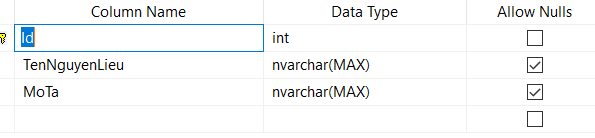 Column Name Data Type Allow Nulls
Id int
TenNguyenLieu nvarchar(MAX)
MoTa nvarchar(MAX)